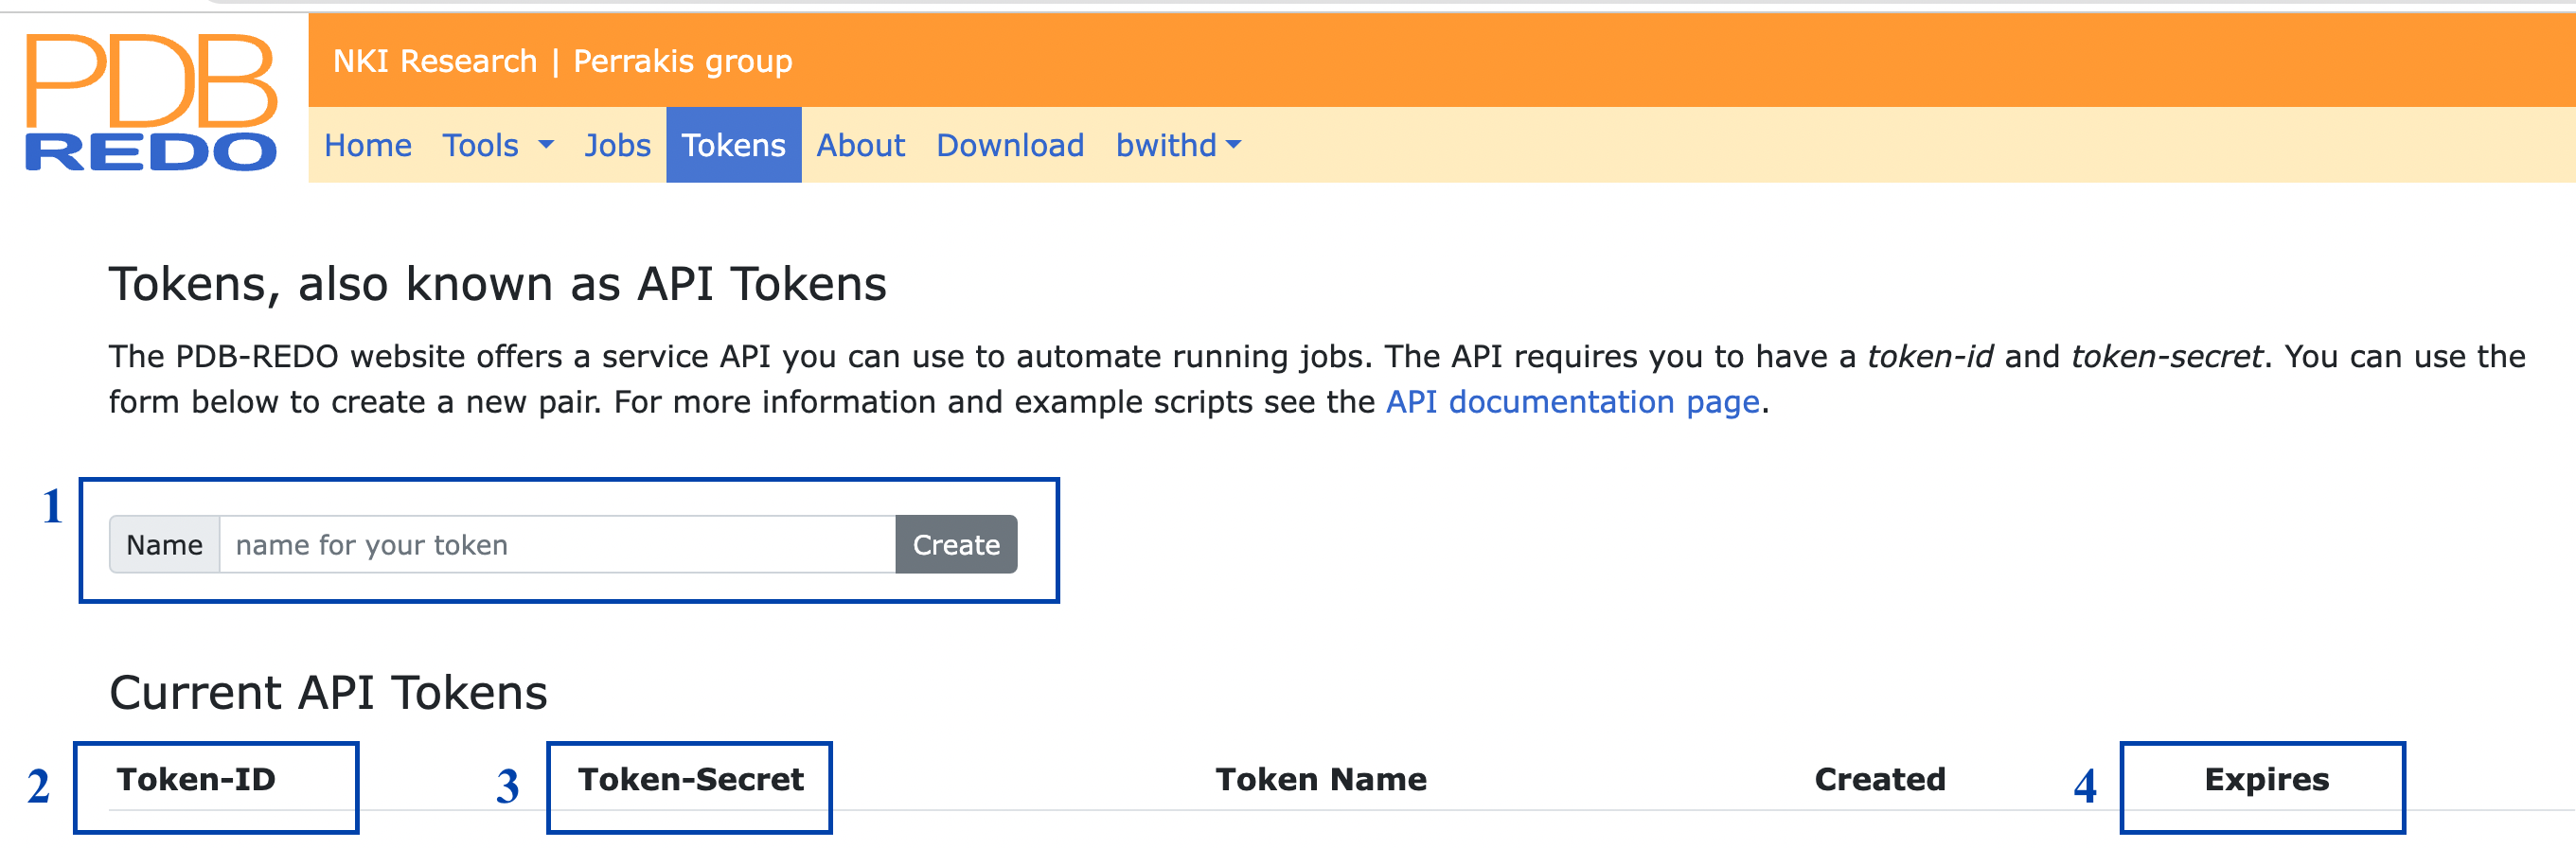 PDB
REDO
NKI Research | Perrakis group
Home Tools Jobs Tokens About Download bwithd
Tokens, also known as API Tokens
The PDB-REDO website offers a service API you can use to automate running jobs. The API requires you to have a token-id and token-secret. You can use the
form below to create a new pair. For more information and example scripts see the API documentation page.
1
Name name for your token Create
Current API Tokens
2 Token-ID 3 Token-Secret Token Name Created 4 Expires